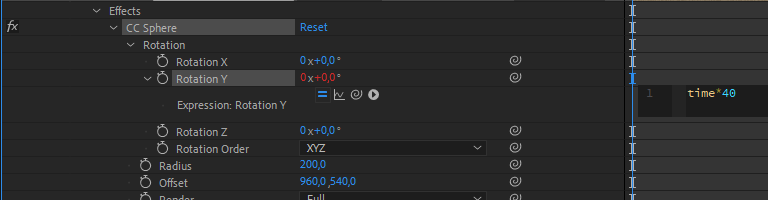 Effects
fx CC Sphere Reset
Rotation
Rotation X 0x+0,0°
Rotation Y 0x+0,0°
Expression: Rotation Y 1 time*40
Rotation Z 0x+0,0°
Rotation Order XYZ
Radius 200,0
Offset 960,0,540,0
Render Full